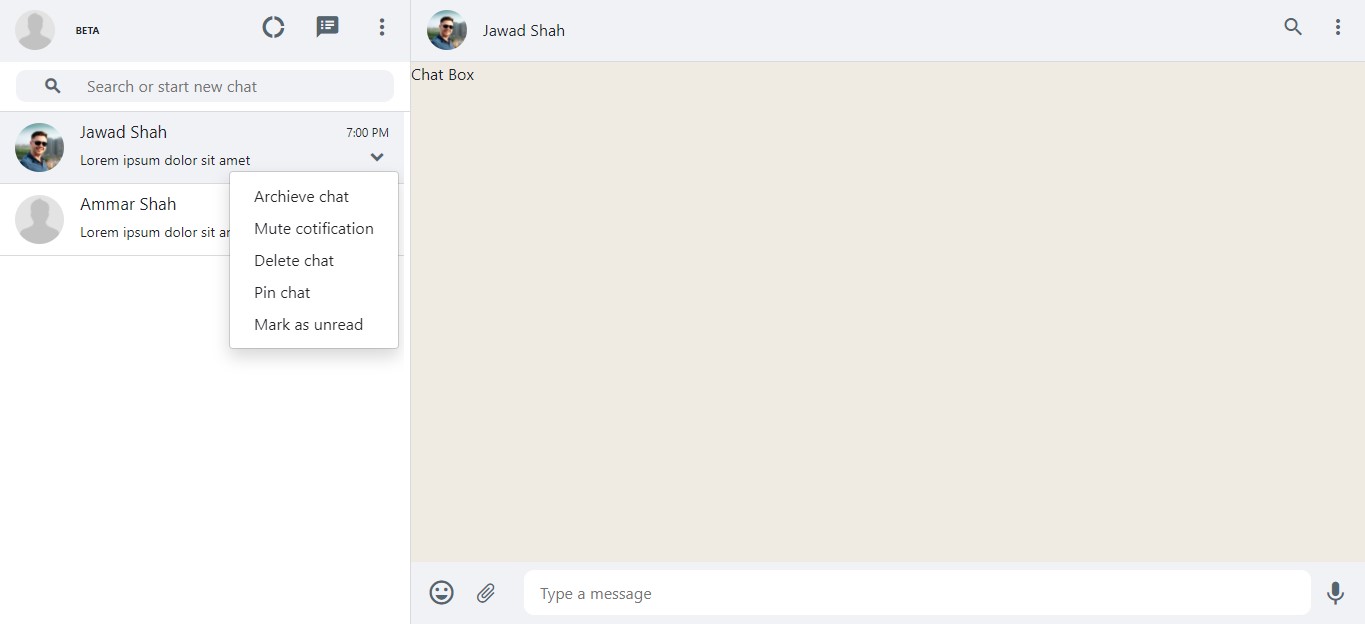 BETA
Search or start new chat
Jawad Shah
7:00 PM
Lorem ipsum dolor sit amet
Ammar Shah
Lorem ipsum dolor sit
Archieve chat
Mute cotification
Delete chat
Pin chat
Mark as unread
Jawad Shah
Chat Box
Type a message